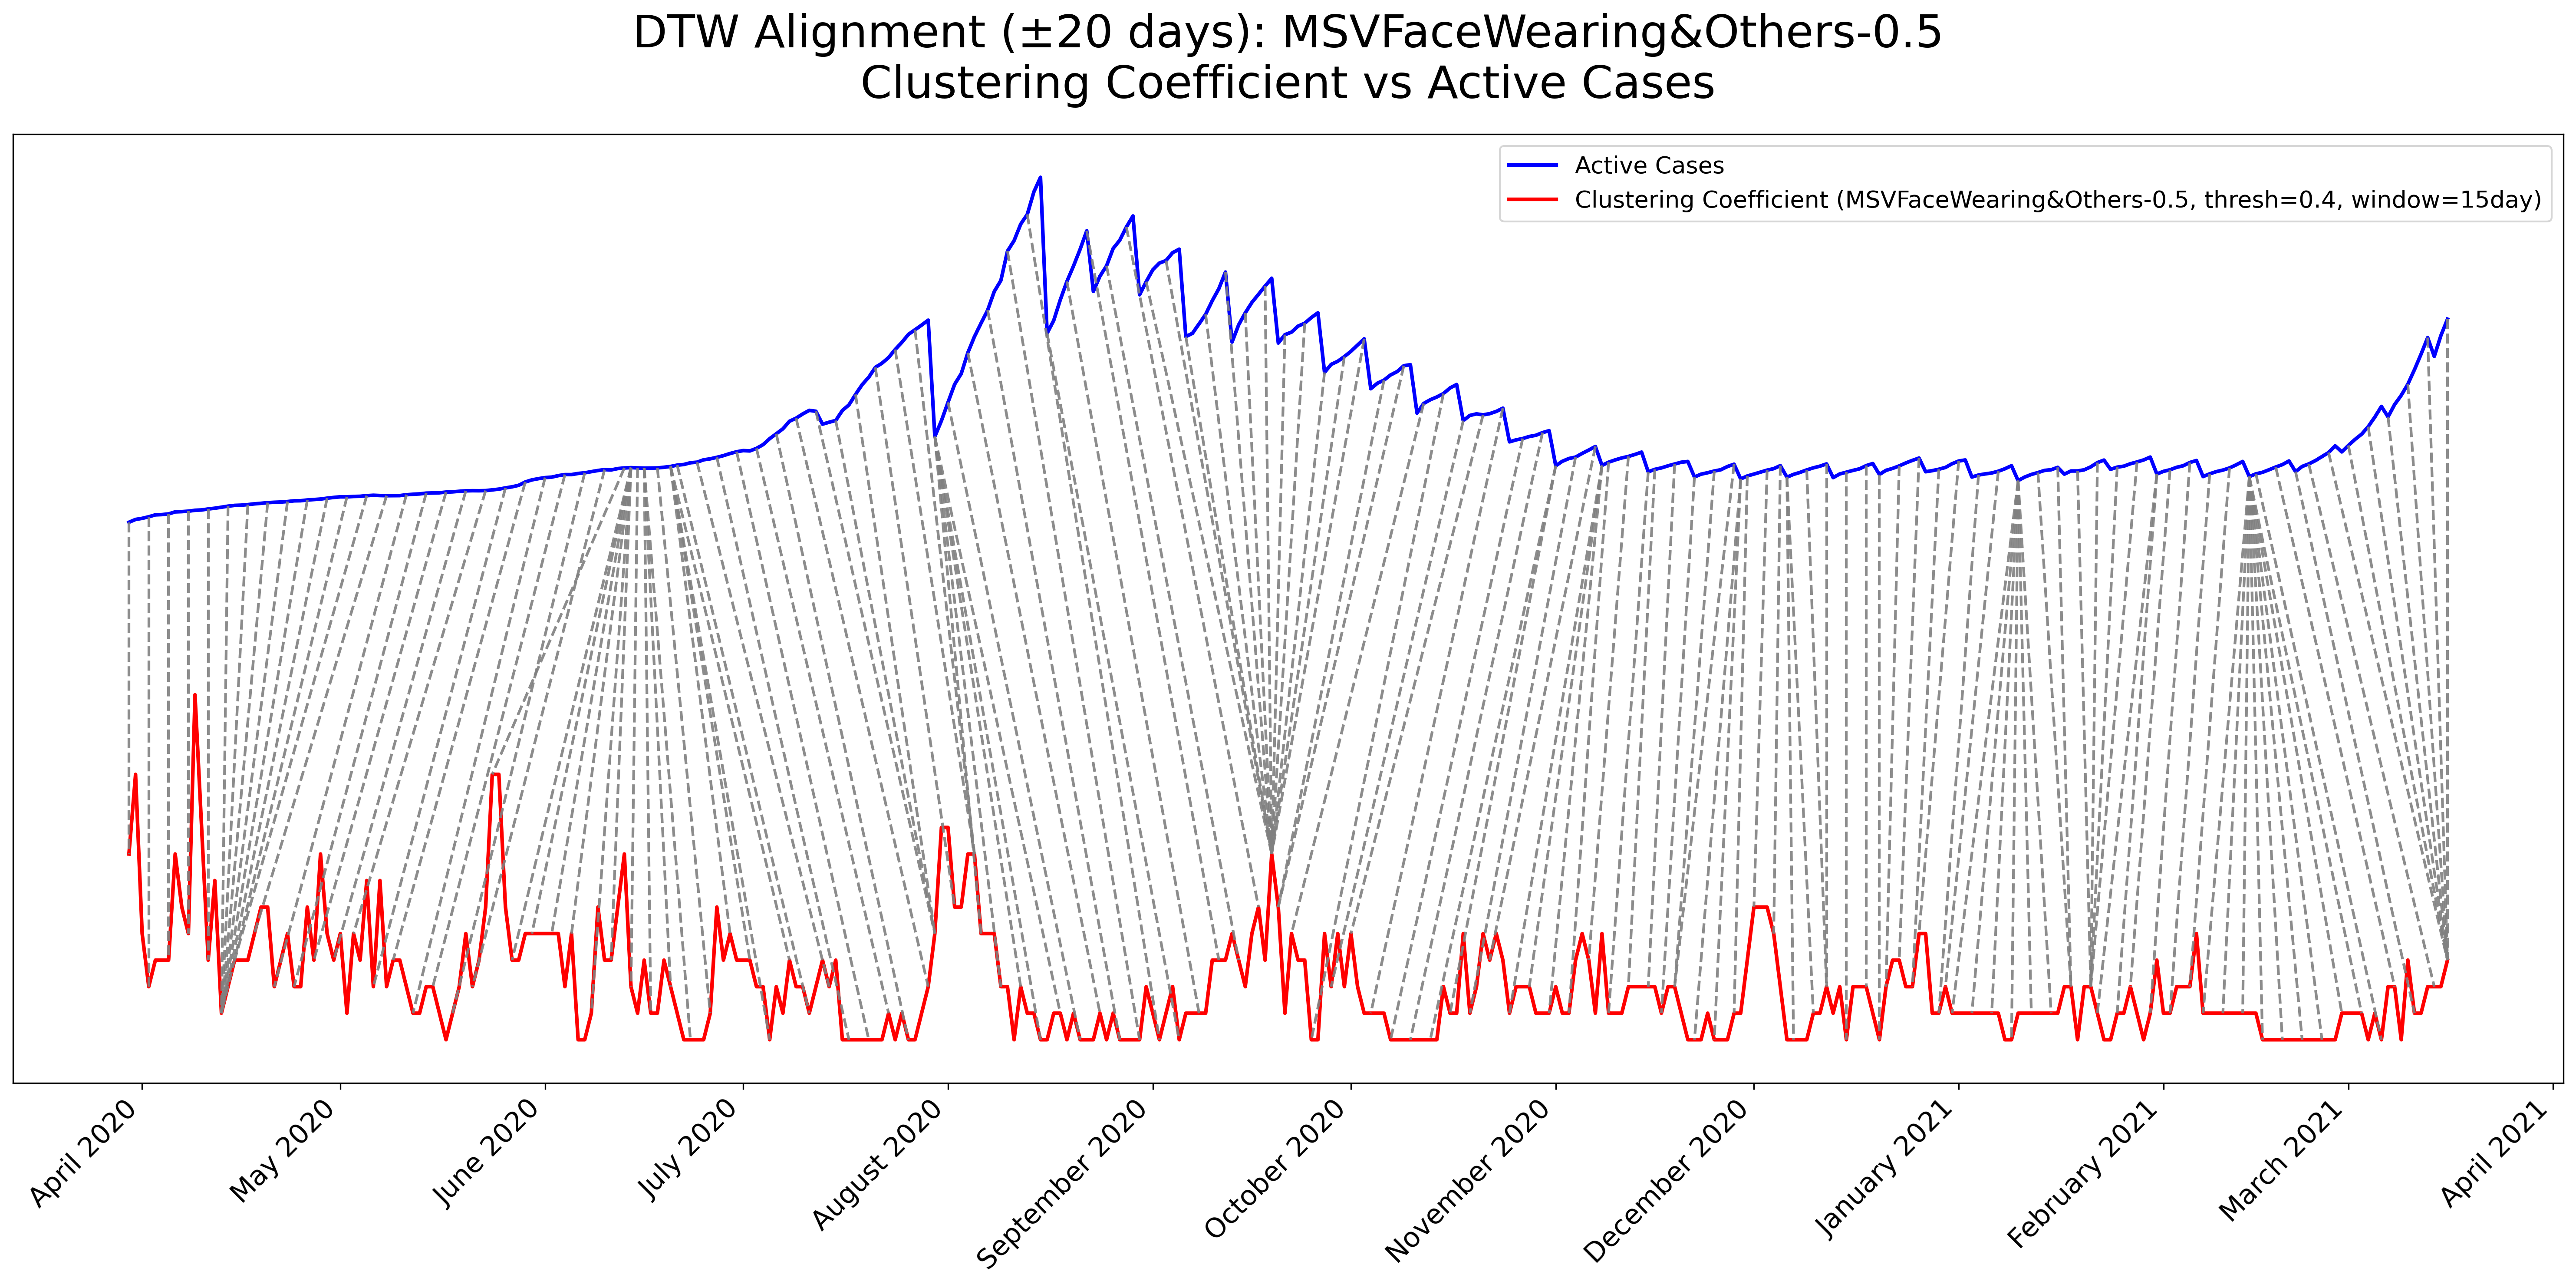 DTW Alignment (±20 days): MSVFaceWearing&Others-0.5
Clustering Coefficient vs Active Cases
Active Cases
Clustering Coefficient (MSVFaceWearing&Others-0.5, thresh=0.4, window=15day)
April 2020
May 2020
June 2020
July 2020
August 2020
September 2020
October 2020
November 2020
December 2020
January 2021
February 2021
March 2021
April 2021